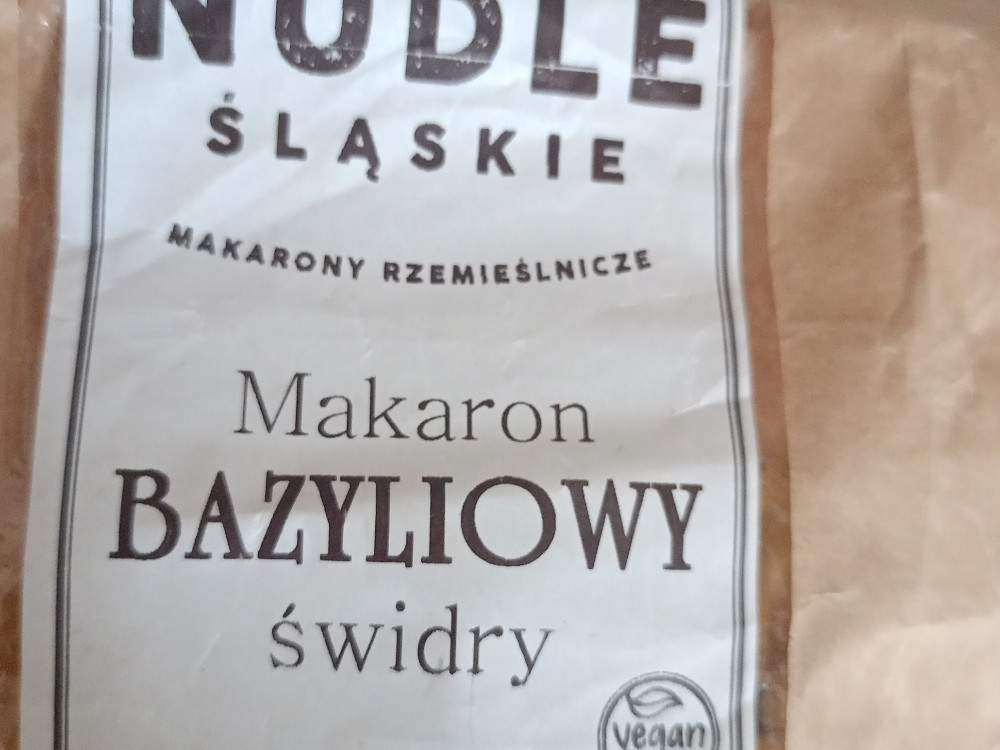 NUDLE
ŚLĄSKIE
MAKARONY RZEMIEŚLNICZE
Makaron
BAZYLIOWY
świdry
vegan